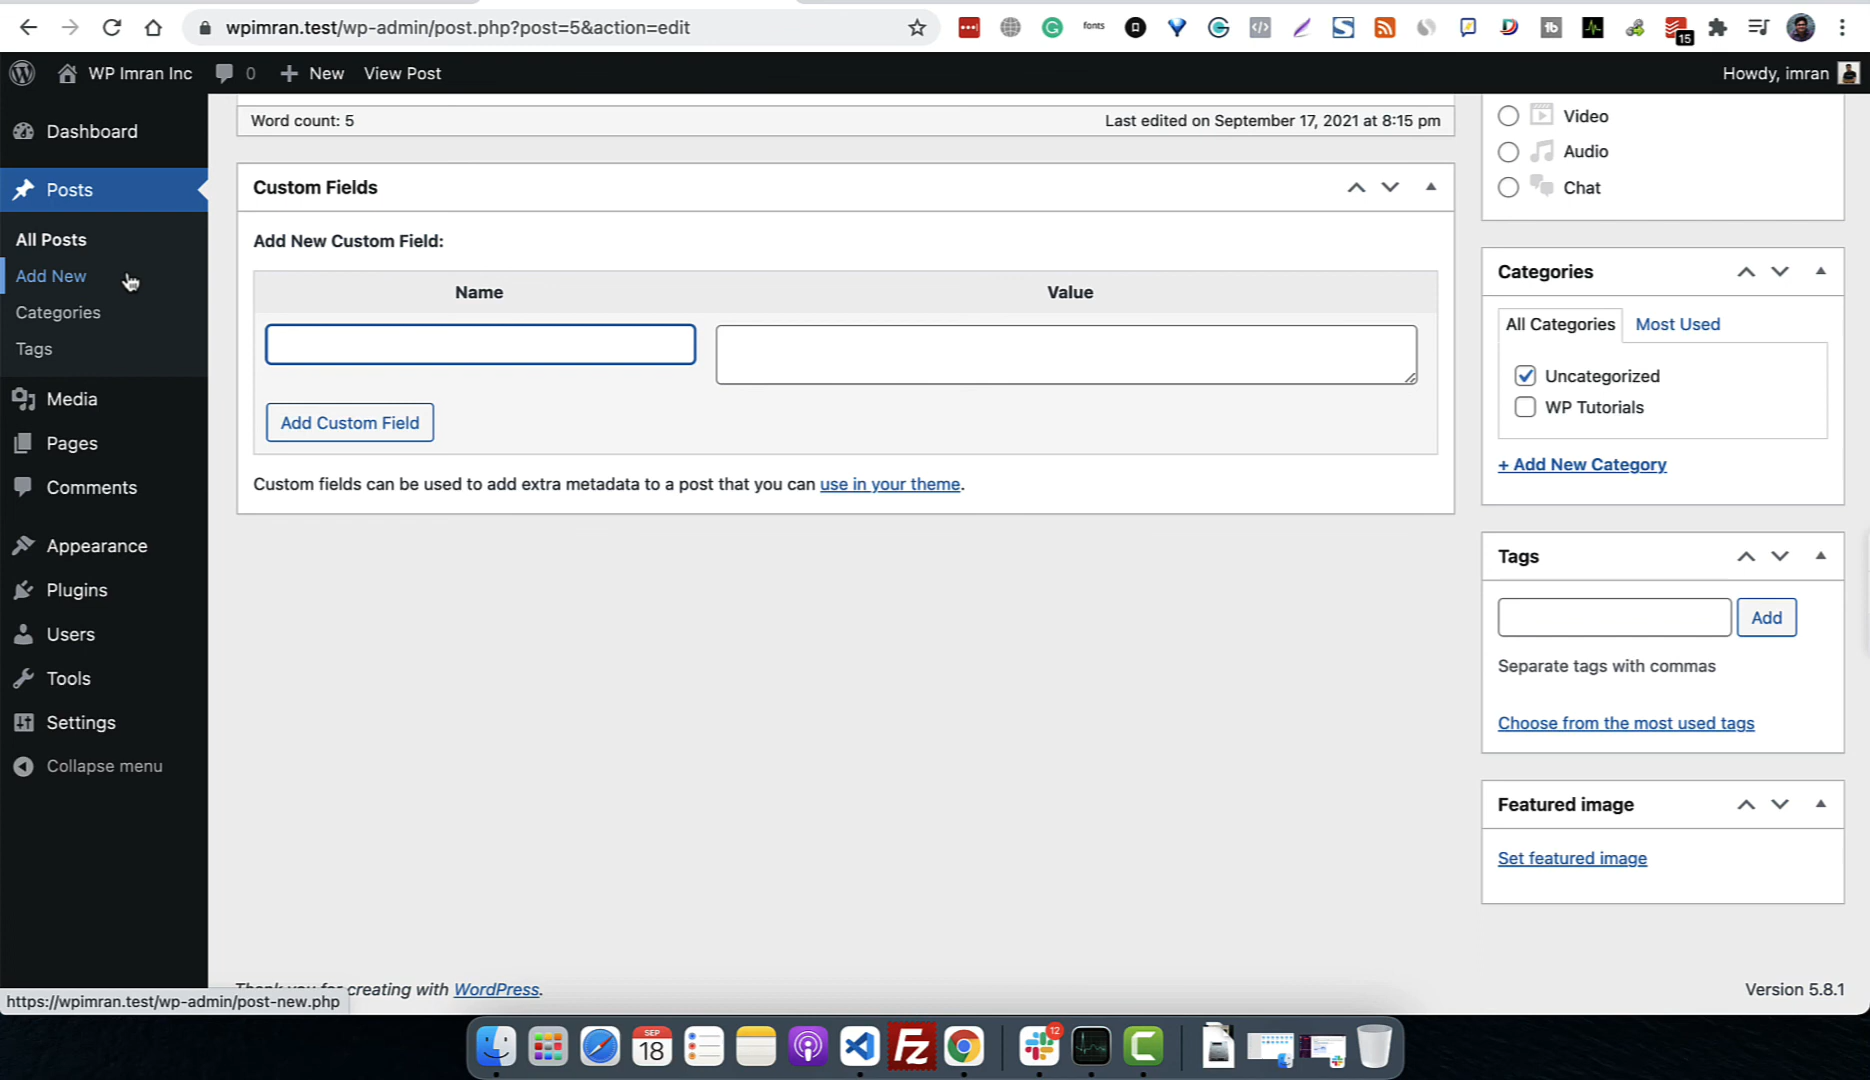 wpimran.test/wp-admin/post.php?post=5&action=edit
fonts
15
WP Imran Inc
0
New
View Post
Howdy, imran
Dashboard
Posts
All Posts
Add New
Categories
Tags
Media
Pages
Comments
Appearance
Plugins
Users
Tools
Settings
Collapse menu
Word count: 5
Last edited on September 17, 2021 at 8:15 pm
Custom Fields
Add New Custom Field:
Name
Value
Add Custom Field
Custom fields can be used to add extra metadata to a post that you can use in your theme.
Video
Audio
Chat
Categories
All Categories
Most Used
Uncategorized
WP Tutorials
+ Add New Category
Tags
Add
Separate tags with commas
Choose from the most used tags
Featured image
Set featured image
Thank you for creating with WordPress.
Version 5.8.1
https://wpimran.test/wp-admin/post-new.php
SEP
18
Fz
12